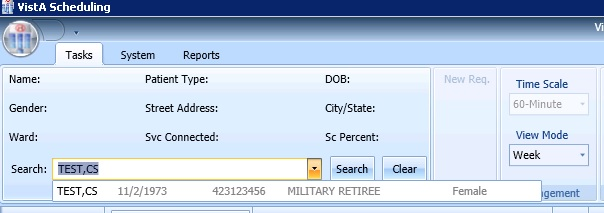 VistA Scheduling
Vi
Tasks System Reports
Name: Patient Type: DOB: New Req. Time Scale
Gender: Street Address: City/State: 60-Minute
Ward: Svc Connected: Sc Percent: View Mode
Week
Search: TEST,CS Search Clear
TEST,CS 11/2/1973 423123456 MILITARY RETIREE Female agement